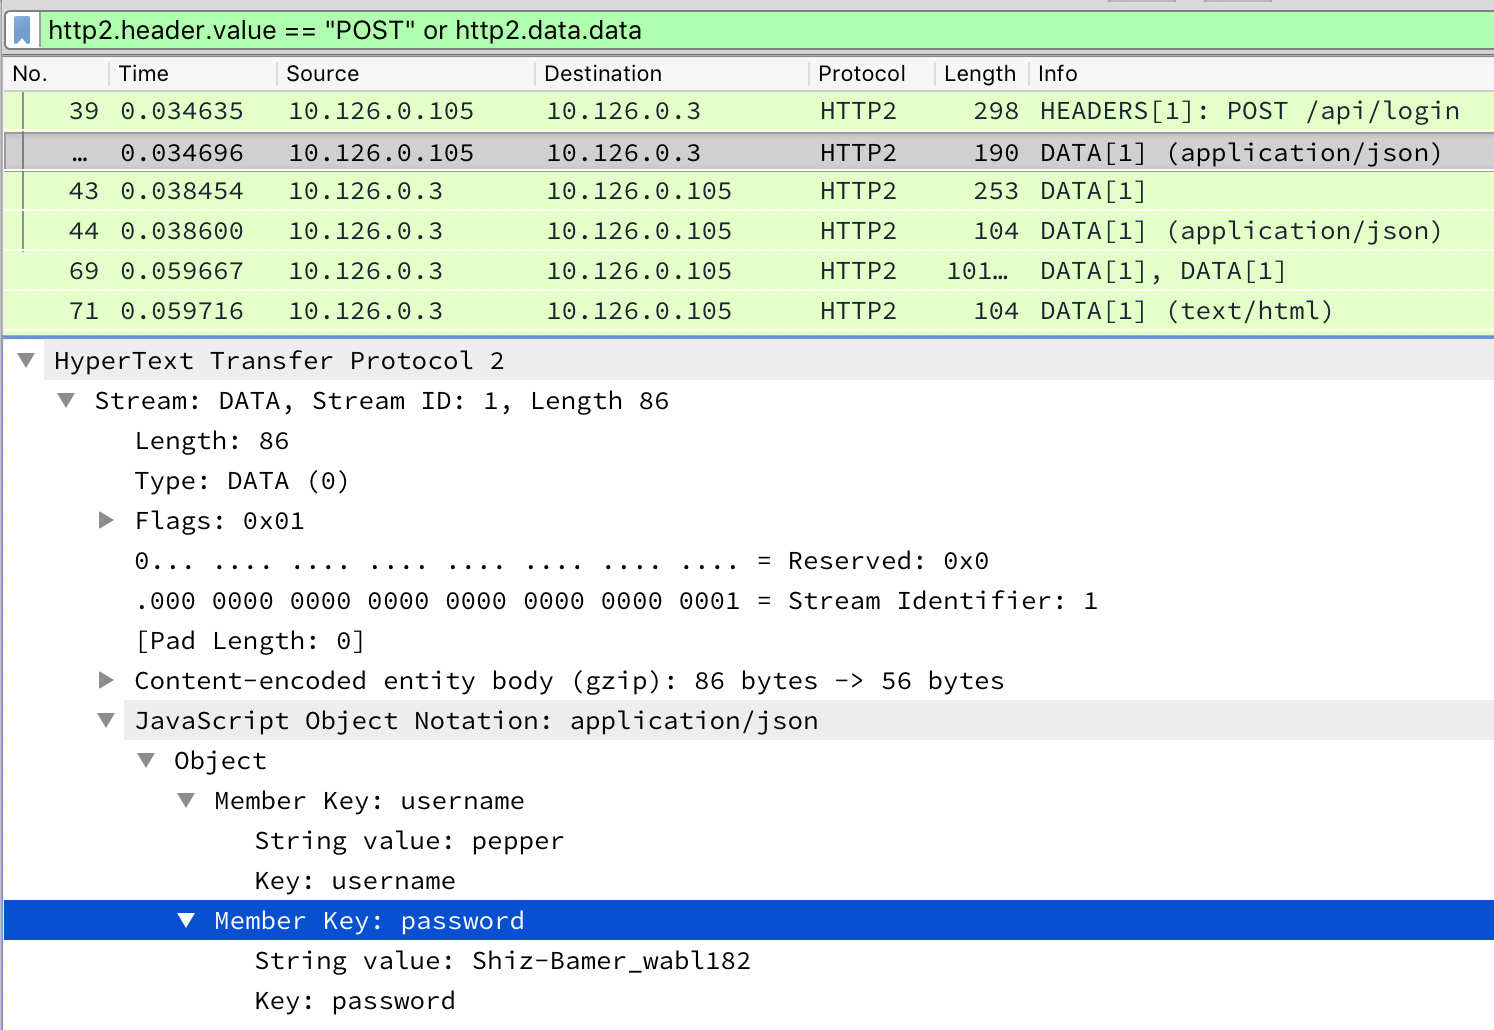 http2.header.value == "POST" or http2.data.data
No. Time Source Destination Protocol Length Info
39 0.034635 10.126.0.105 10.126.0.3 HTTP2 298 HEADERS[1]: POST /api/login
… 0.034696 10.126.0.105 10.126.0.3 HTTP2 190 DATA[1] (application/json)
43 0.038454 10.126.0.3 10.126.0.105 HTTP2 253 DATA[1]
44 0.038600 10.126.0.3 10.126.0.105 HTTP2 104 DATA[1] (application/json)
69 0.059667 10.126.0.3 10.126.0.105 HTTP2 101… DATA[1], DATA[1]
71 0.059716 10.126.0.3 10.126.0.105 HTTP2 104 DATA[1] (text/html)
HyperText Transfer Protocol 2
Stream: DATA, Stream ID: 1, Length 86
Length: 86
Type: DATA (0)
Flags: 0x01
0... .... .... .... .... .... .... .... = Reserved: 0x0
.000 0000 0000 0000 0000 0000 0000 0001 = Stream Identifier: 1
[Pad Length: 0]
Content-encoded entity body (gzip): 86 bytes -> 56 bytes
JavaScript Object Notation: application/json
Object
Member Key: username
String value: pepper
Key: username
Member Key: password
String value: Shiz-Bamer_wabl182
Key: password